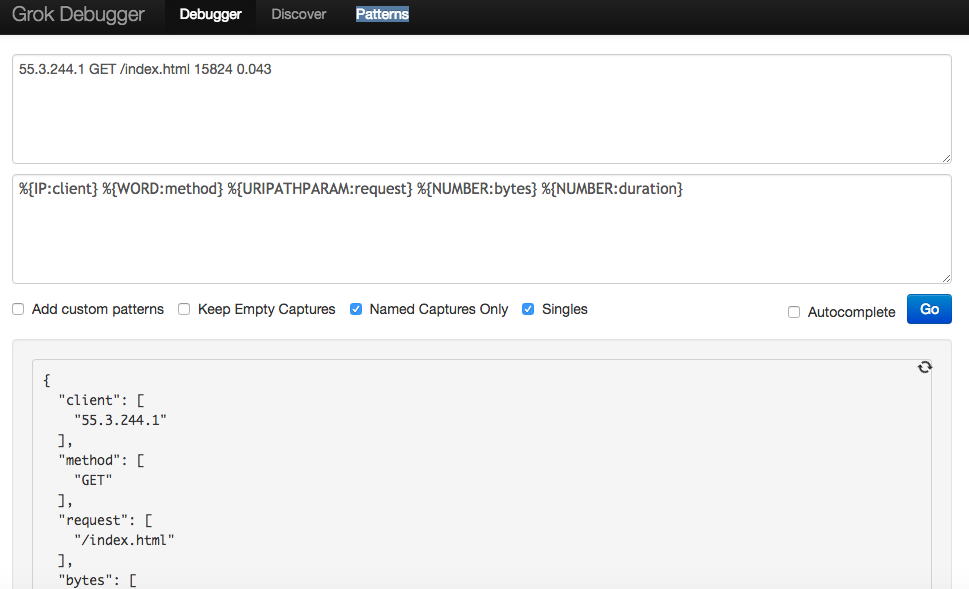 Grok Debugger Debugger Discover Patterns
55.3.244.1 GET /index.html 15824 0.043
%{IP:client} %{WORD:method} %{URIPATHPARAM:request} %{NUMBER:bytes} %{NUMBER:duration}
Add custom patterns Keep Empty Captures Named Captures Only Singles Autocomplete Go
{
"client": [
"55.3.244.1"
],
"method": [
"GET"
],
"request": [
"/index.html"
],
"bytes": [